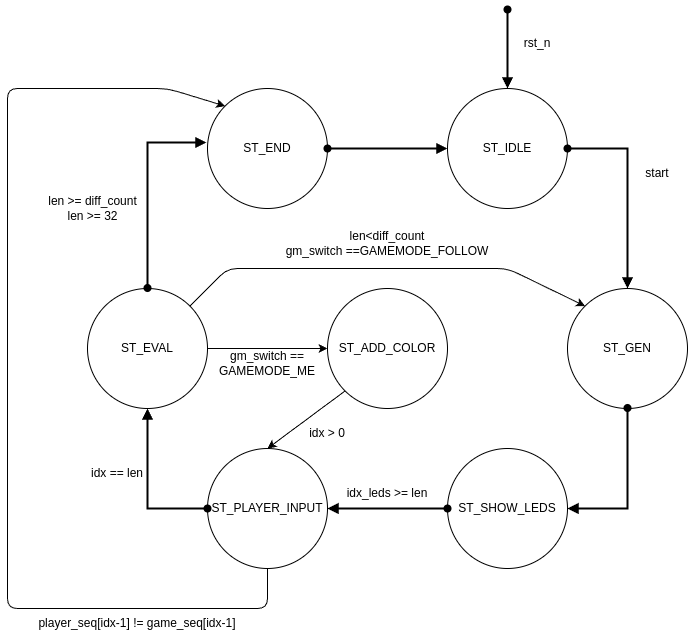 rst_n
ST_END
ST_IDLE
start
len >= diff_count
len >= 32
len<diff_count
gm_switch ==GAMEMODE_FOLLOW
ST_EVAL
gm_switch ==
GAMEMODE_ME
ST_ADD_COLOR
ST_GEN
idx > 0
idx == len
idx_leds >= len
ST_PLAYER_INPUT
ST_SHOW_LEDS
player_seq[idx-1] != game_seq[idx-1]